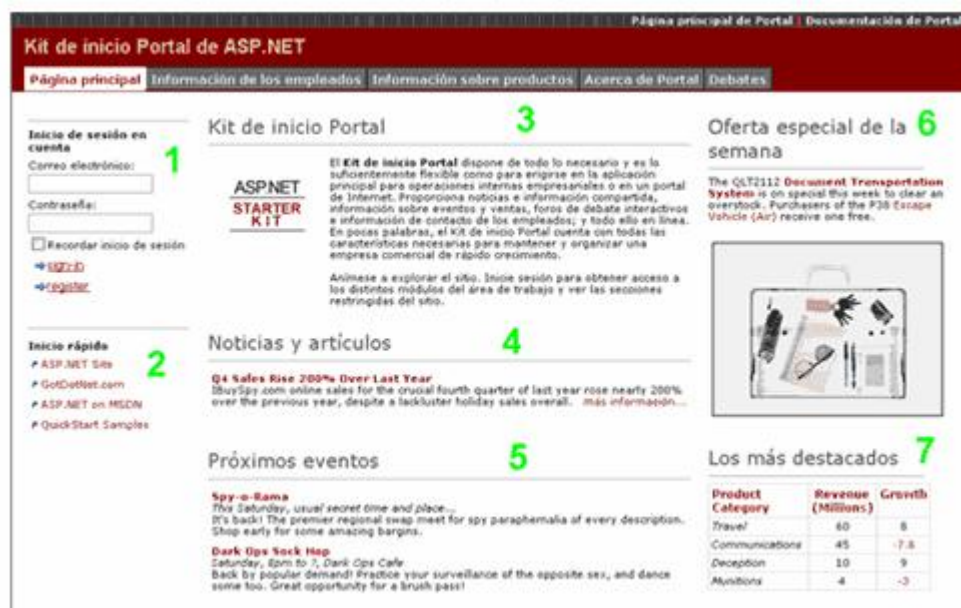 Página principal de Portal | Documentación de Portal
Kit de inicio Portal de ASP.NET
Página principal Información de los empleados Información sobre productos Acerca de Portal Debates
Inicio de sesión en
cuenta
1
Correo electrónico:
Contraseña:
Recordar inicio de sesión
sign-in
register
Inicio rápido
2
ASP.NET Site
GotDotNet.com
ASP.NET on MSDN
QuickStart Samples
Kit de inicio Portal
3
ASP.NET
STARTER
KIT
El Kit de inicio Portal dispone de todo lo necesario y es lo
suficientemente flexible como para erigirse en la aplicación
principal para operaciones internas empresariales o en un portal
de Internet. Proporciona noticias e información compartida,
información sobre eventos y ventas, foros de debate interactivos
e información de contacto de los empleados; y todo ello en línea.
En pocas palabras, el Kit de inicio Portal cuenta con todas las
características necesarias para mantener y organizar una
empresa comercial de rápido crecimiento.
Anímese a explorar el sitio. Inicie sesión para obtener acceso a
los distintos módulos del área de trabajo y ver las secciones
restringidas del sitio.
Noticias y artículos
4
Q4 Sales Rise 200% Over Last Year
IBuySpy.com online sales for the crucial fourth quarter of last year rose nearly 200%
over the previous year, despite a lackluster holiday sales overall. más información...
Próximos eventos
5
Spy-o-Rama
This Saturday, usual secret time and place...
It's back! The premier regional swap meet for spy paraphernalia of every description.
Shop early for some amazing bargins.
Dark Ops Sock Hop
Saturday, 8pm to ?, Dark Ops Cafe
Back by popular demand! Practice your surveillance of the opposite sex, and dance
some too. Great opportunity for a brush pass!
Oferta especial de la
semana
6
The QLT2112 Document Transportation
System is on special this week to clear an
overstock. Purchasers of the P38 Escape
Vehicle (Air) receive one free.
Los más destacados
7
Product Category Revenue (Millions) Growth
Travel 60 8
Communications 45 -7.8
Deception 10 9
Munitions 4 -3